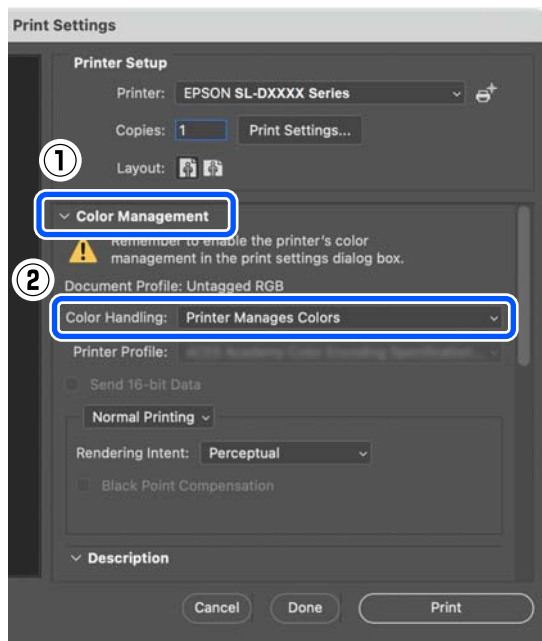 Print Settings
Printer Setup
Printer: EPSON SL-DXXXX Series
Copies: 1 Print Settings...
①
Layout:
Color Management
Remember to enable the printer's color
management in the print settings dialog box.
②
Document Profile: Untagged RGB
Color Handling: Printer Manages Colors
Printer Profile:
Send 16-bit Data
Normal Printing
Rendering Intent: Perceptual
Black Point Compensation
Description
Cancel Done Print